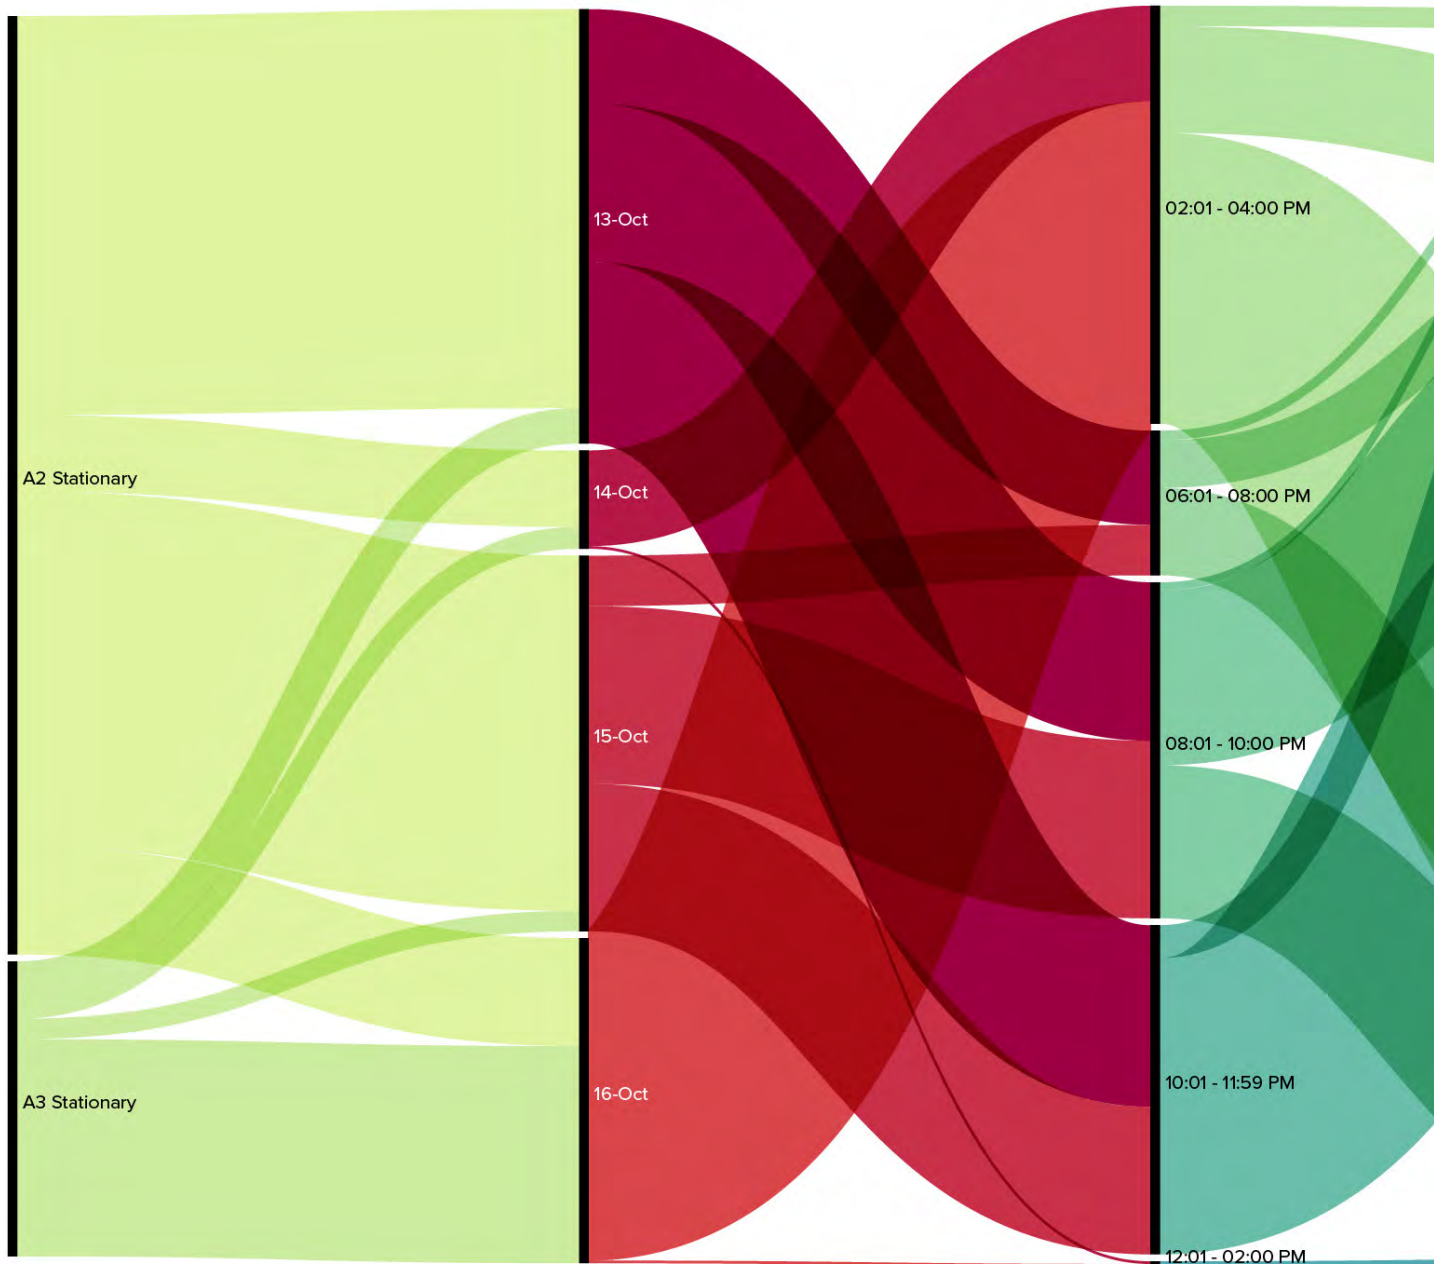 A2 Stationary
A3 Stationary
13-Oct
14-Oct
15-Oct
16-Oct
02:01 - 04:00 PM
06:01 - 08:00 PM
08:01 - 10:00 PM
10:01 - 11:59 PM
12:01 - 02:00 PM